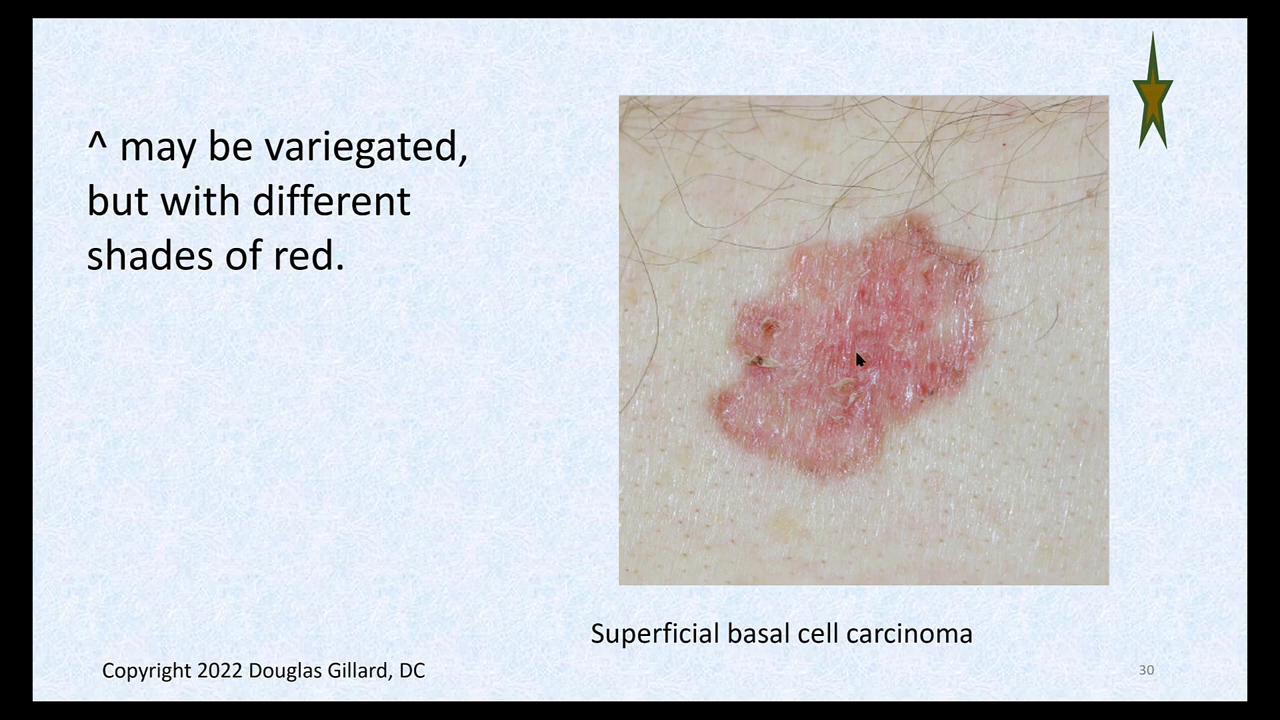 ^ may be variegated,
but with different
shades of red.
Superficial basal cell carcinoma
Copyright 2022 Douglas Gillard, DC
30